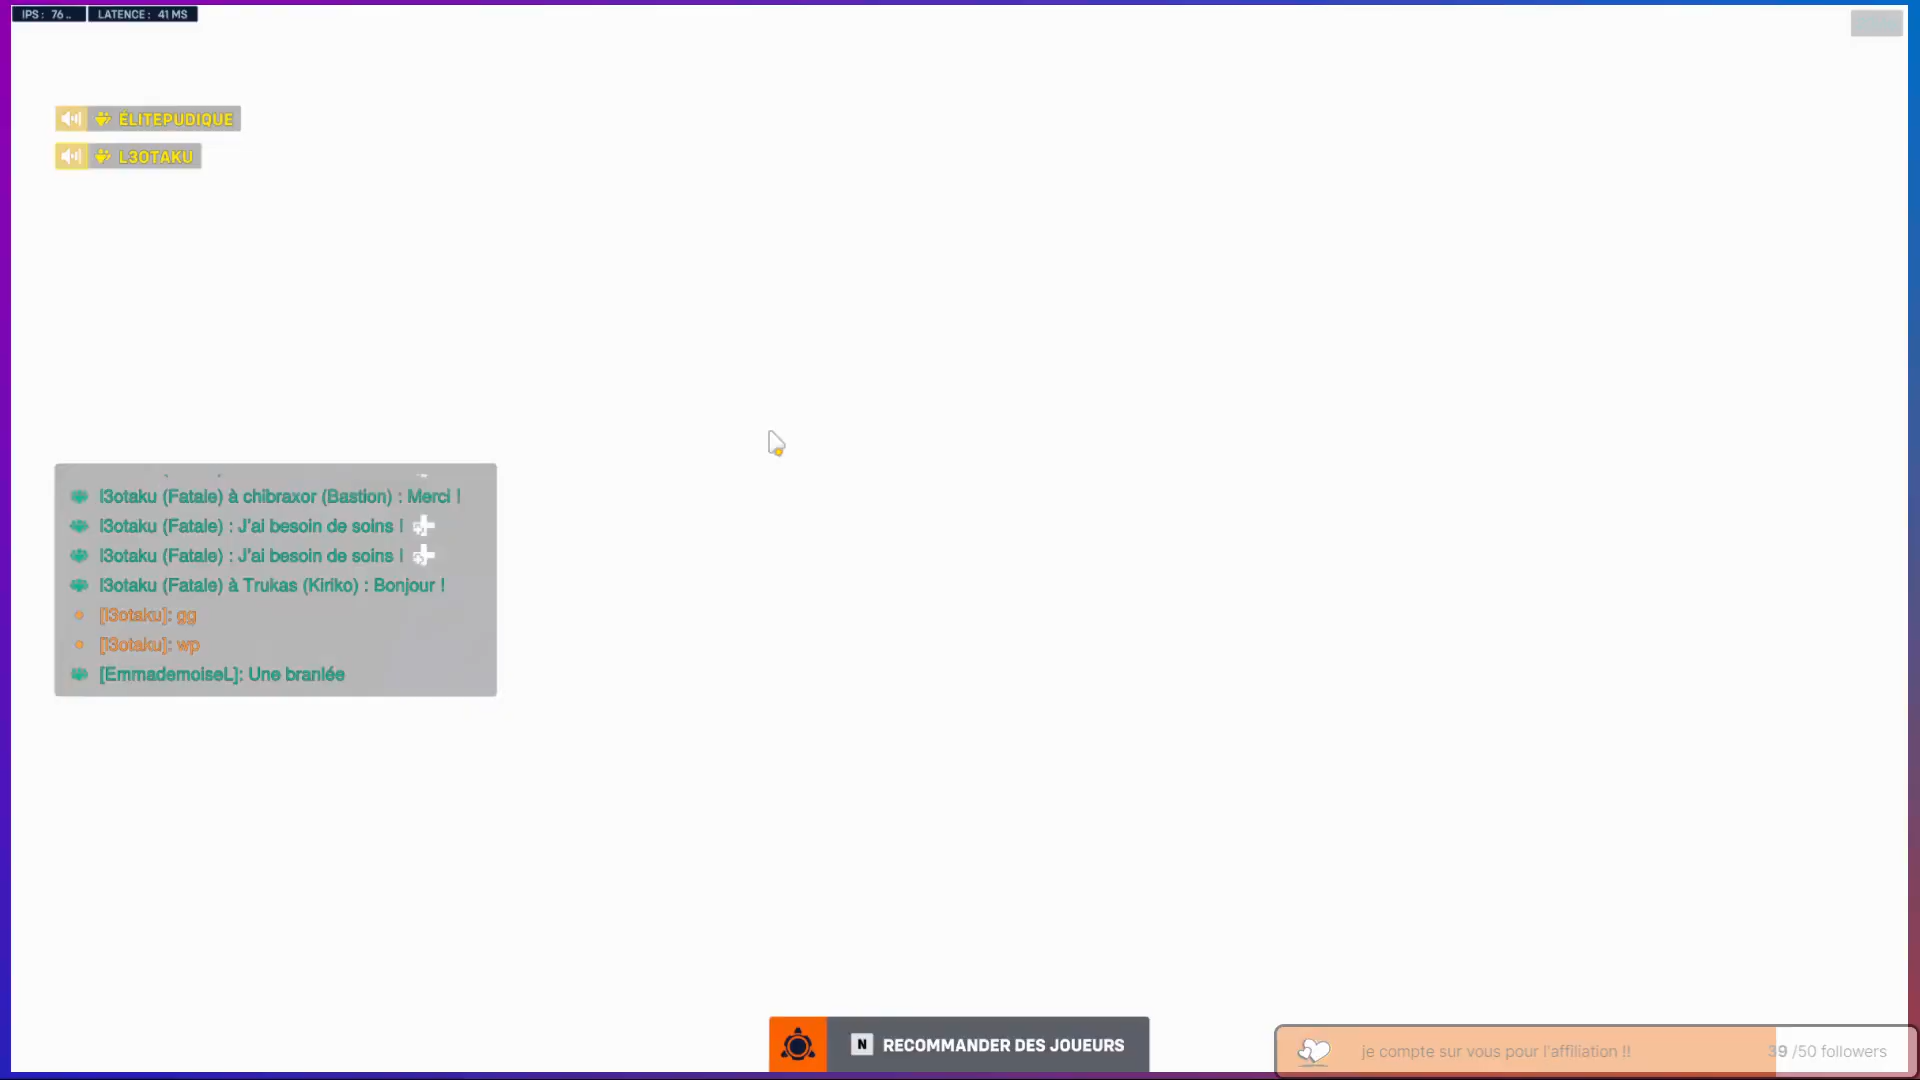 IPS : 76 ..
LATENCE : 41 MS
ÉLITEPUDIQUE
L3OTAKU
l3otaku (Fatale) à chibraxor (Bastion) : Merci !
l3otaku (Fatale) : J'ai besoin de soins !
l3otaku (Fatale) : J'ai besoin de soins !
l3otaku (Fatale) à Trukas (Kiriko) : Bonjour !
[l3otaku]: gg
[l3otaku]: wp
[EmmademoiseL]: Une branlée
N RECOMMANDER DES JOUEURS
je compte sur vous pour l'affiliation !!
39 /50 followers